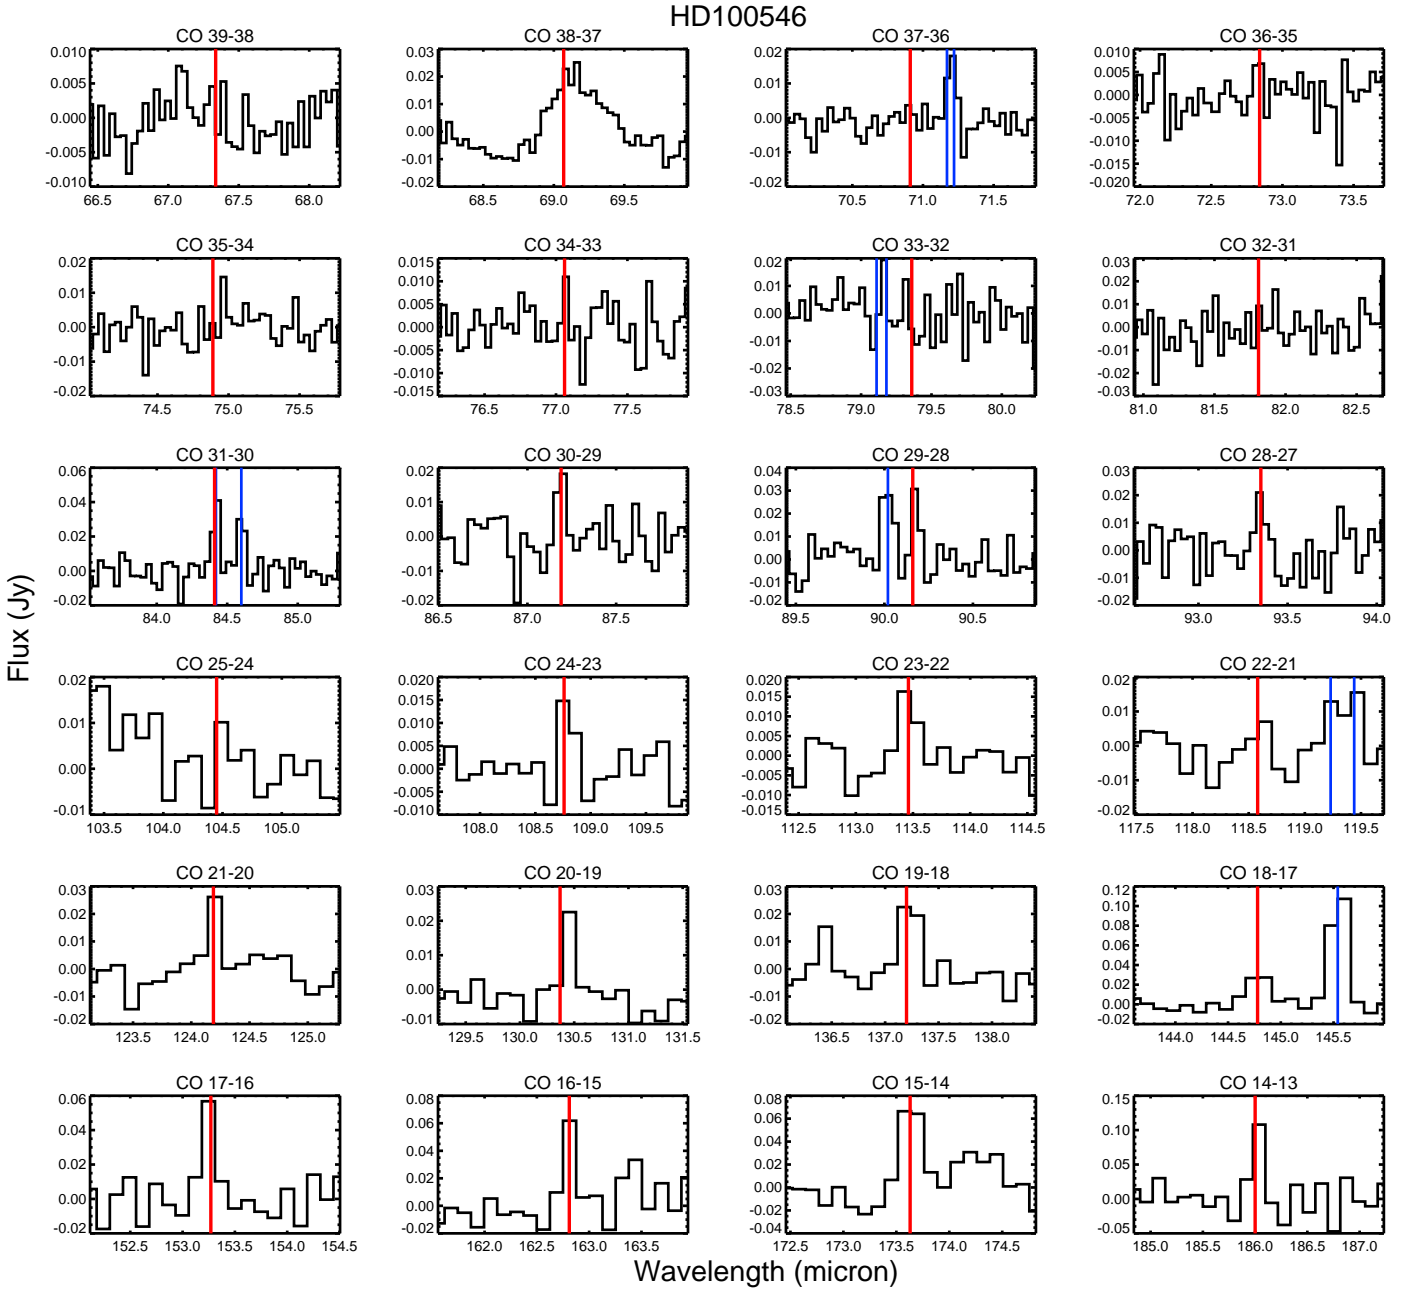 HD100546
CO 39-38 CO 38-37 CO 37-36 CO 36-35
0.010 0.005 0.000 -0.005 -0.010
66.5 67.0 67.5 68.0
0.03 0.02 0.01 0.00 -0.01 -0.02
68.5 69.0 69.5
0.02 0.01 0.00 -0.01 -0.02
70.5 71.0 71.5
0.010 0.005 0.000 -0.005 -0.010 -0.015 -0.020
72.0 72.5 73.0 73.5
CO 35-34 CO 34-33 CO 33-32 CO 32-31
0.02 0.01 0.00 -0.01 -0.02
74.5 75.0 75.5
0.015 0.010 0.005 0.000 -0.005 -0.010 -0.015
76.5 77.0 77.5
0.02 0.01 0.00 -0.01 -0.02 -0.03
78.5 79.0 79.5 80.0
0.03 0.02 0.01 0.00 -0.01 -0.02 -0.03
81.0 81.5 82.0 82.5
CO 31-30 CO 30-29 CO 29-28 CO 28-27
0.06 0.04 0.02 0.00 -0.02
84.0 84.5 85.0
0.02 0.01 0.00 -0.01 -0.02
86.5 87.0 87.5
0.04 0.03 0.02 0.01 0.00 -0.01 -0.02
89.5 90.0 90.5
0.03 0.02 0.01 0.00 -0.01 -0.02
93.0 93.5 94.0
Flux (Jy)
CO 25-24 CO 24-23 CO 23-22 CO 22-21
0.02 0.01 0.00 -0.01
103.5 104.0 104.5 105.0
0.020 0.015 0.010 0.005 0.000 -0.005 -0.010
108.0 108.5 109.0 109.5
0.020 0.015 0.010 0.005 0.000 -0.005 -0.010 -0.015
112.5 113.0 113.5 114.0 114.5
0.02 0.01 0.00 -0.01 -0.02
117.5 118.0 118.5 119.0 119.5
CO 21-20 CO 20-19 CO 19-18 CO 18-17
0.03 0.02 0.01 0.00 -0.01 -0.02
123.5 124.0 124.5 125.0
0.03 0.02 0.01 0.00 -0.01
129.5 130.0 130.5 131.0 131.5
0.03 0.02 0.01 0.00 -0.01 -0.02
136.5 137.0 137.5 138.0
0.12 0.10 0.08 0.06 0.04 0.02 0.00 -0.02
144.0 144.5 145.0 145.5
CO 17-16 CO 16-15 CO 15-14 CO 14-13
0.06 0.04 0.02 0.00 -0.02
152.5 153.0 153.5 154.0 154.5
0.08 0.06 0.04 0.02 0.00 -0.02
162.0 162.5 163.0 163.5
0.08 0.06 0.04 0.02 0.00 -0.02 -0.04
172.5 173.0 173.5 174.0 174.5
0.15 0.10 0.05 0.00 -0.05
185.0 185.5 186.0 186.5 187.0
Wavelength (micron)